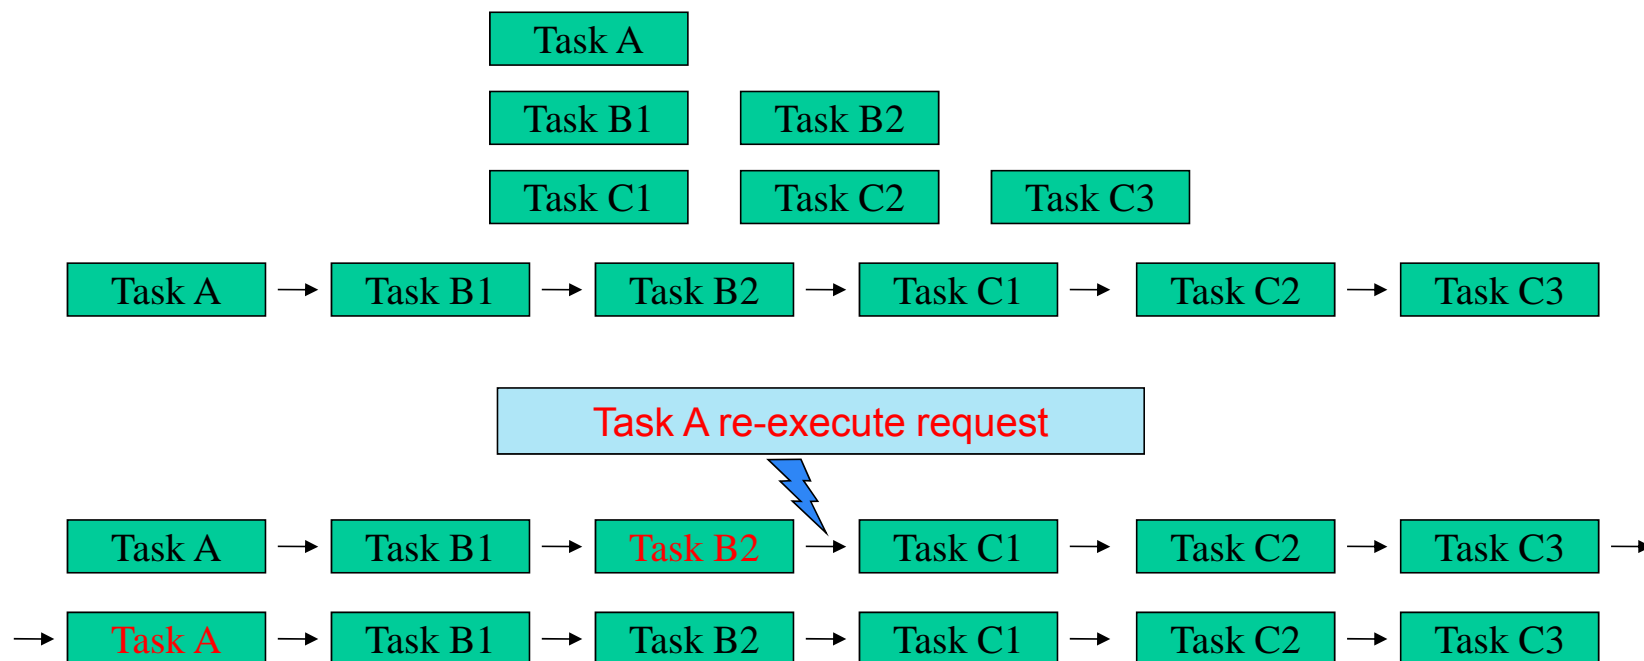 Task A
Task B1 Task B2
Task C1 Task C2 Task C3
Task A Task B1 Task B2 Task C1 Task C2 Task C3
Task A re-execute request
Task A Task B1 Task B2 Task C1 Task C2 Task C3
Task A Task B1 Task B2 Task C1 Task C2 Task C3